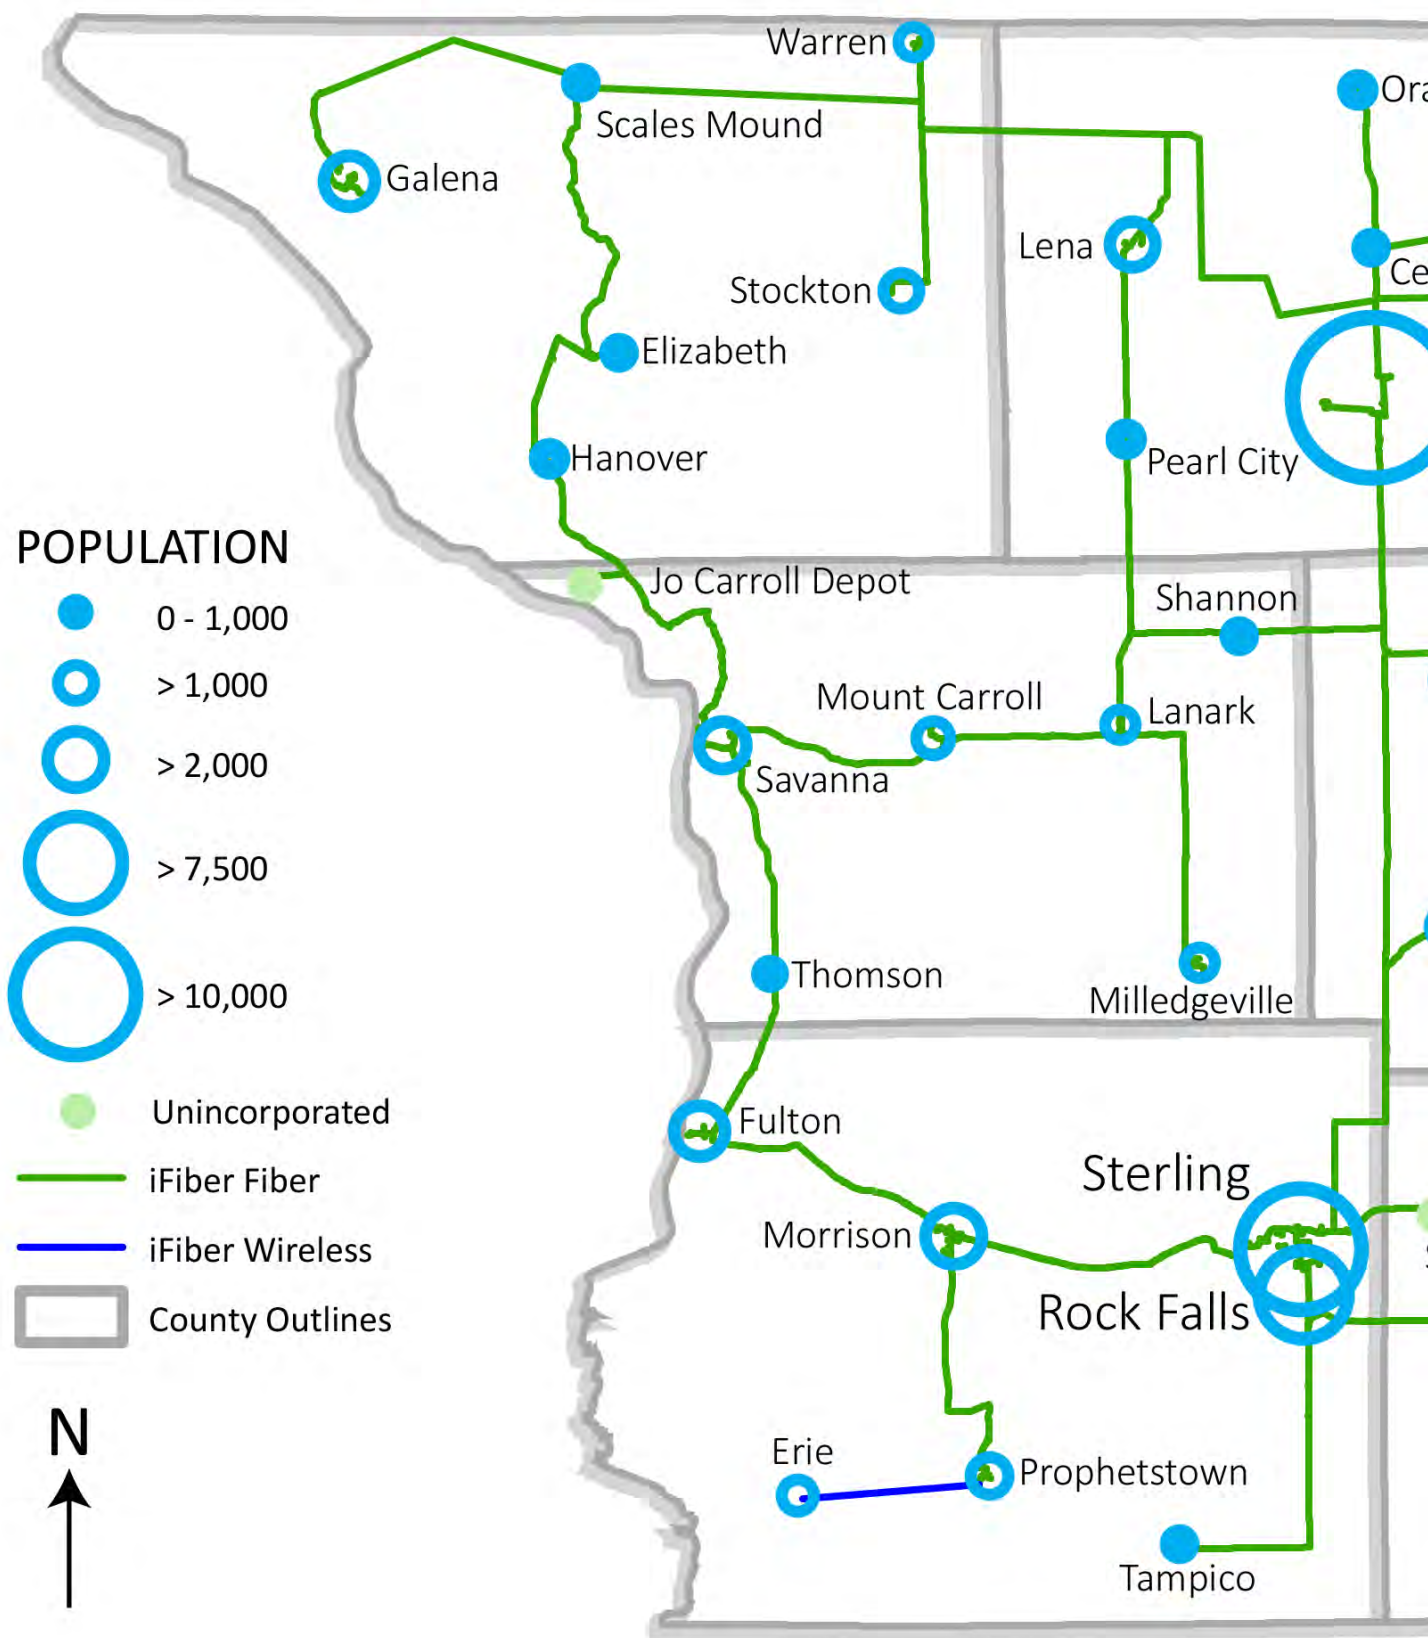 Warren
Scales Mound
Galena
Lena
Stockton
Elizabeth
Hanover
Pearl City
POPULATION
0 - 1,000
> 1,000
> 2,000
> 7,500
> 10,000
Unincorporated
iFiber Fiber
iFiber Wireless
County Outlines
N
Jo Carroll Depot
Shannon
Mount Carroll
Lanark
Savanna
Thomson
Milledgeville
Fulton
Sterling
Morrison
Rock Falls
Erie
Prophetstown
Tampico
Ora
Ce